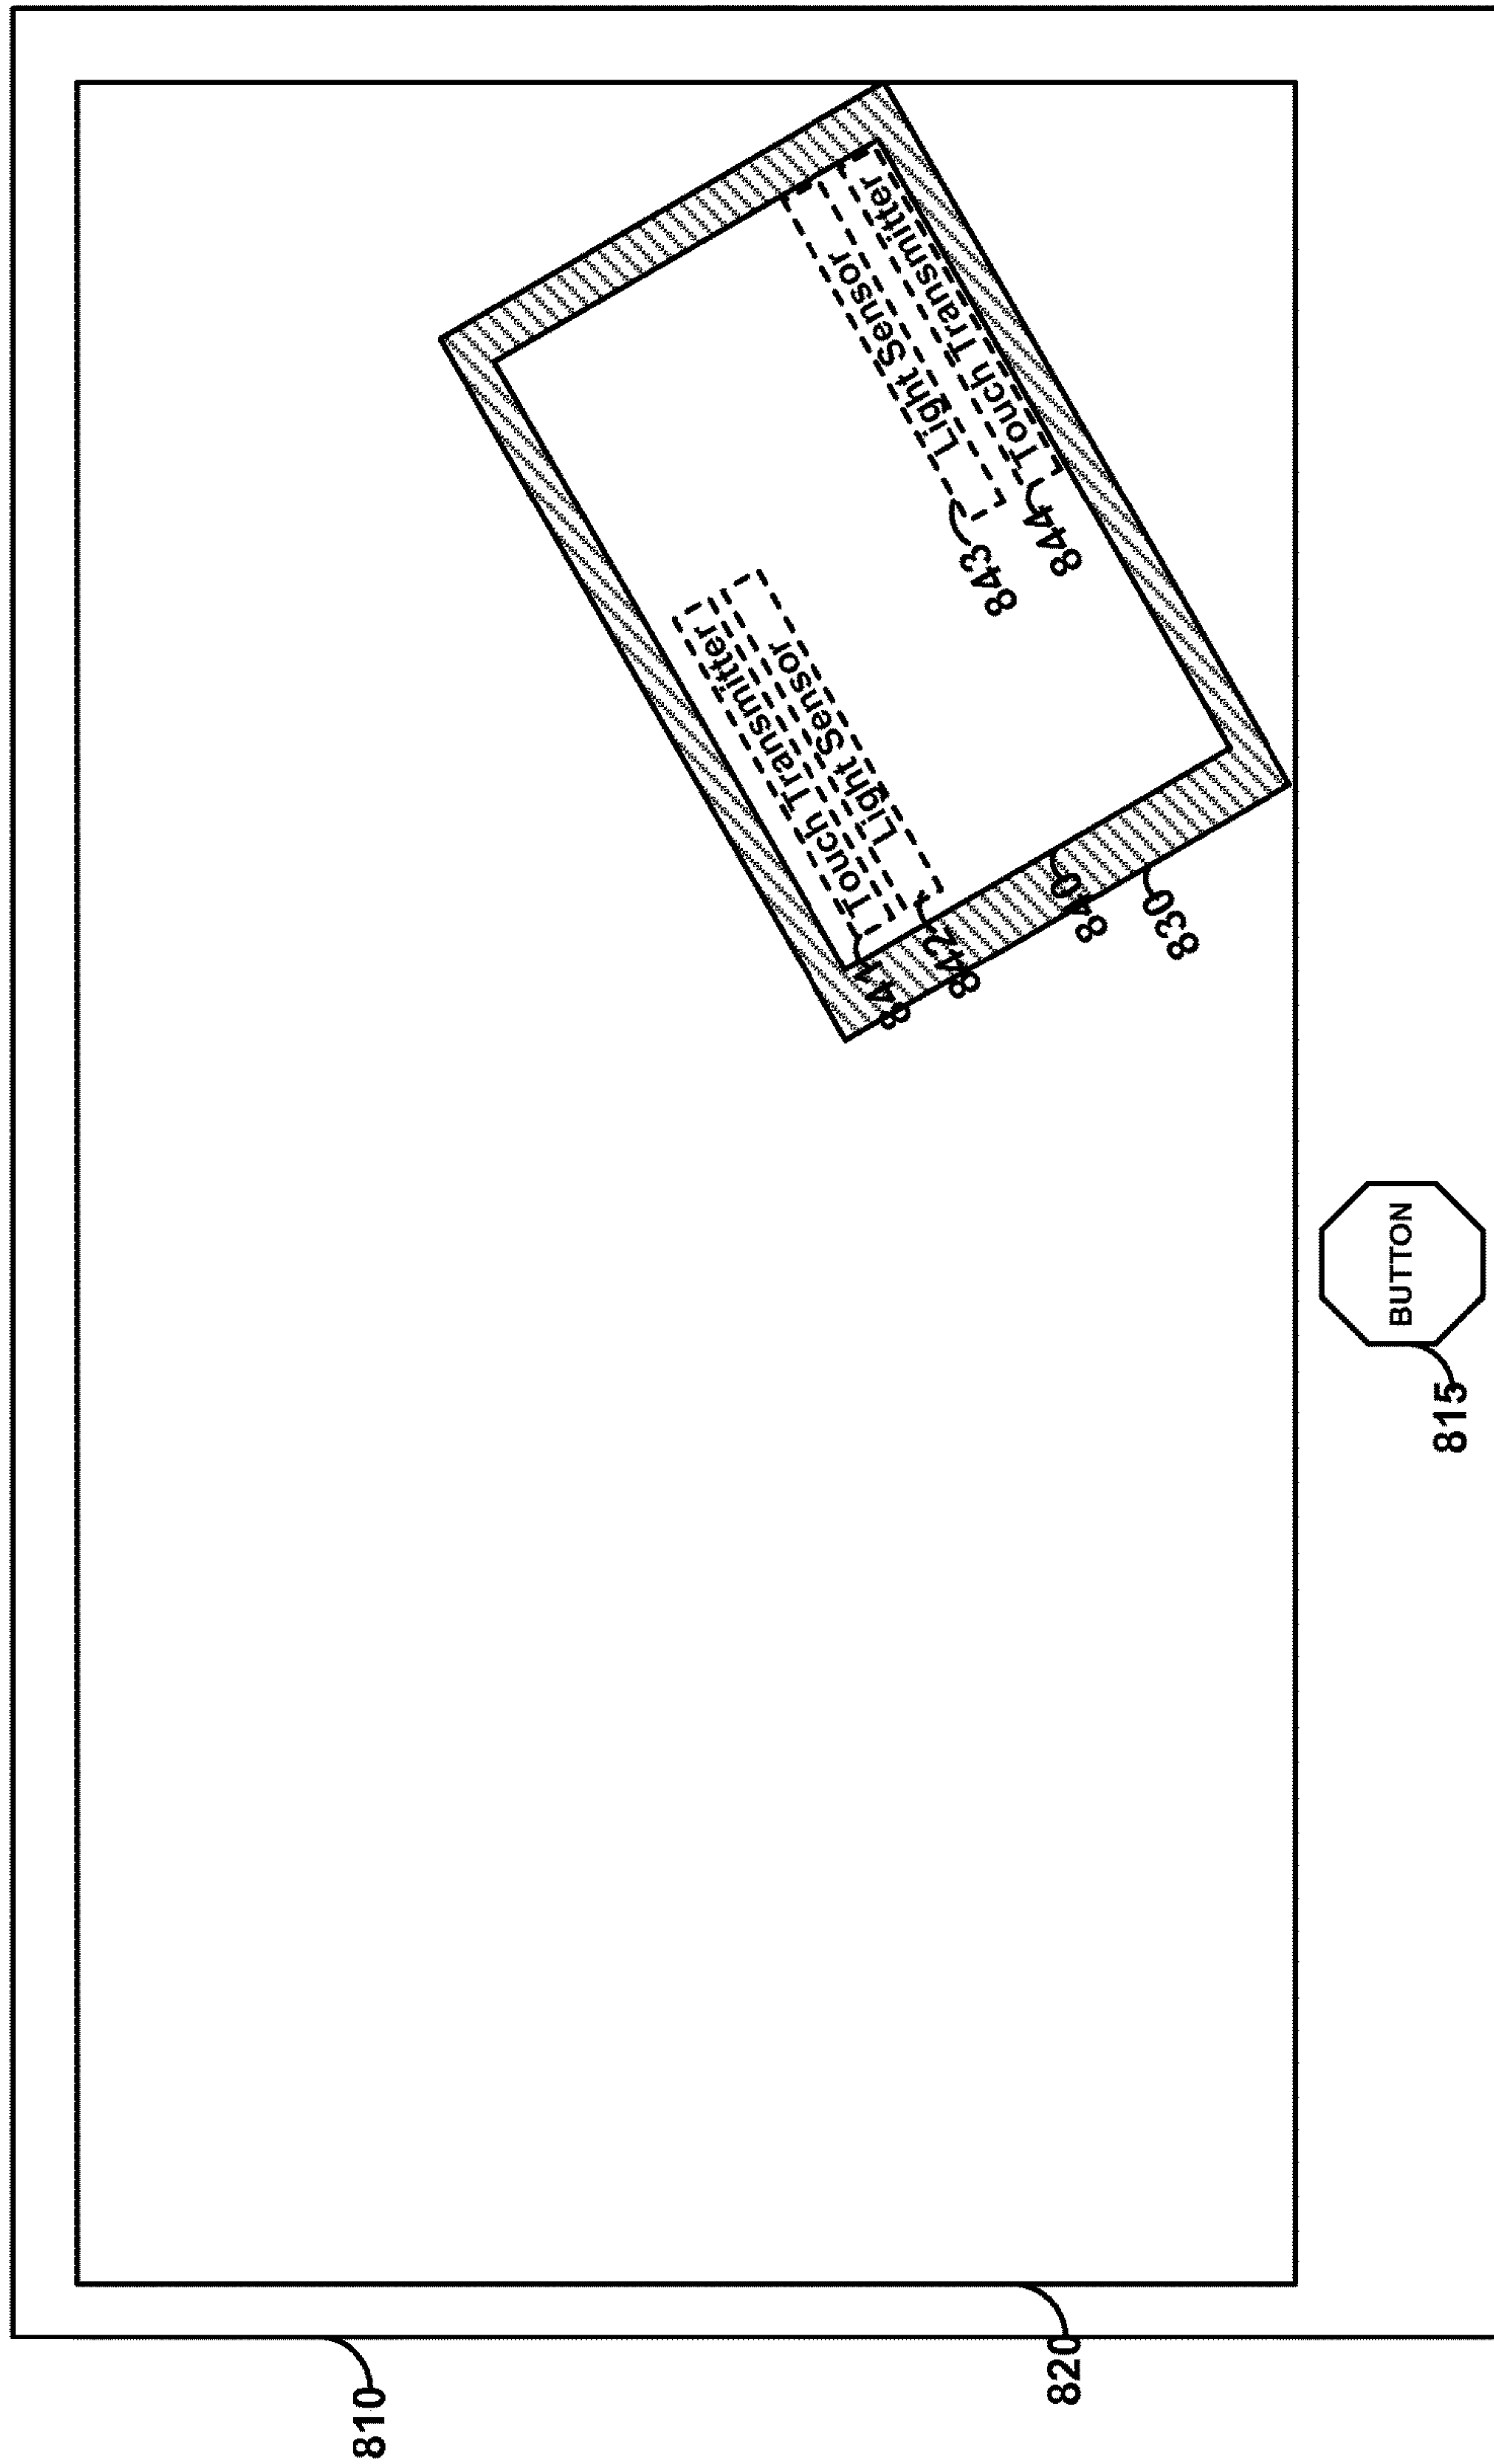 810
820
BUTTON
815
830
840
841
Touch Transmitter
842
Light Sensor
843
Light Sensor
844
Touch Transmitter